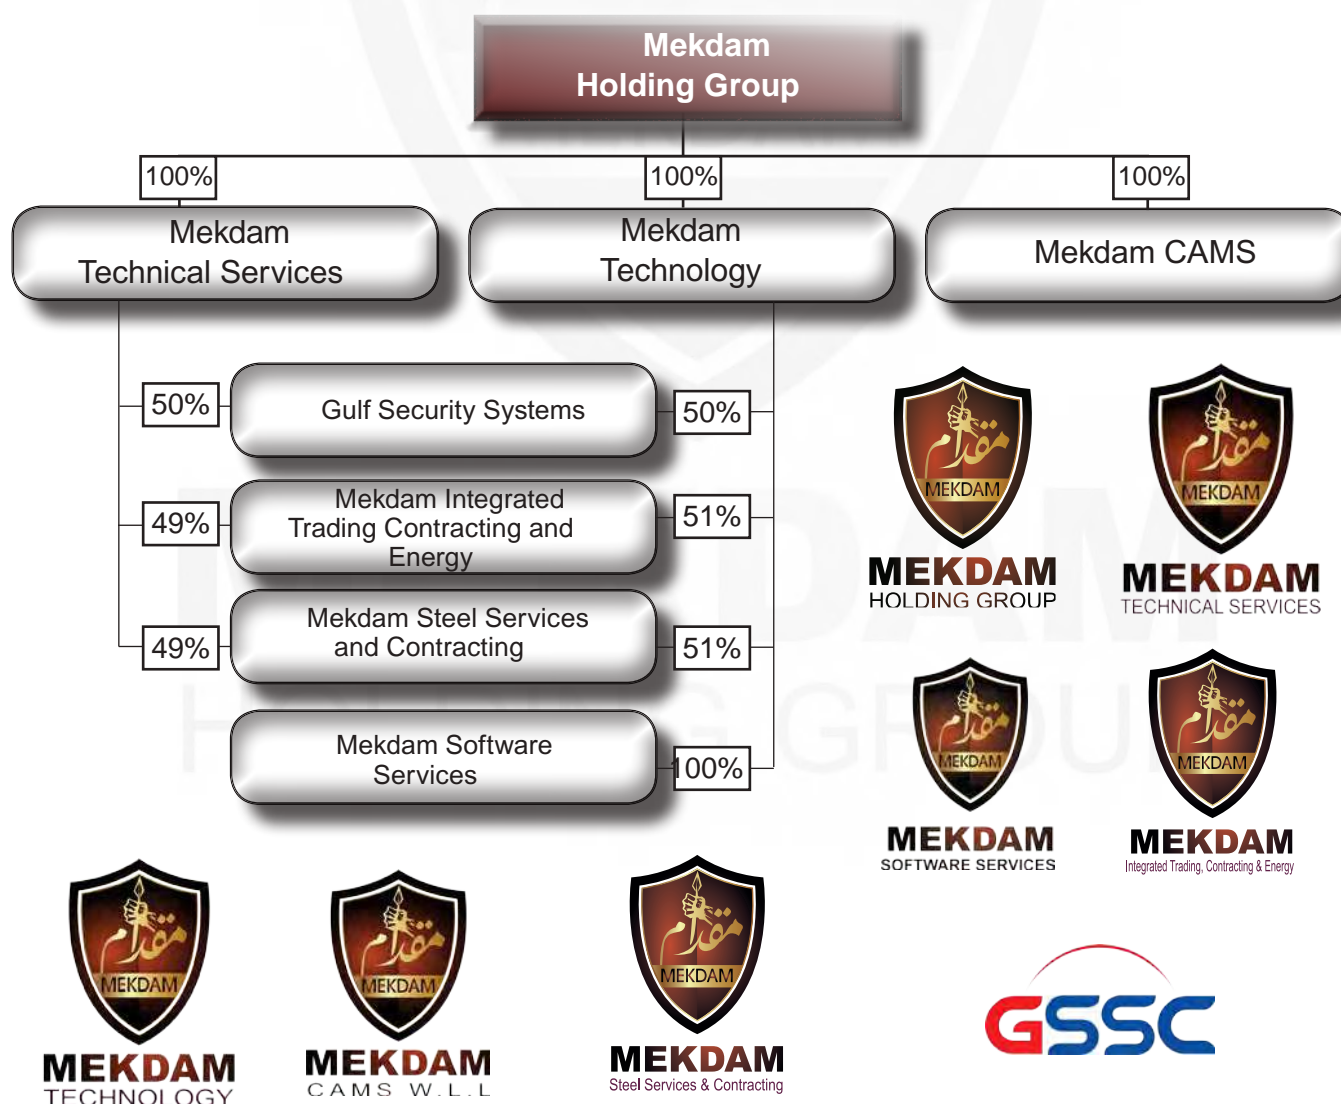 Mekdam
Holding Group
100%
100%
100%
Mekdam
Technical Services
Mekdam
Technology
Mekdam CAMS
50%
Gulf Security Systems
50%
49%
Mekdam Integrated
Trading Contracting and
Energy
51%
49%
Mekdam Steel Services
and Contracting
51%
Mekdam Software
Services
100%
مقدام
MEKDAM
MEKDAM
HOLDING GROUP
مقدام
MEKDAM
MEKDAM
TECHNICAL SERVICES
مقدام
MEKDAM
MEKDAM
SOFTWARE SERVICES
مقدام
MEKDAM
MEKDAM
Integrated Trading, Contracting & Energy
مقدام
MEKDAM
MEKDAM
TECHNOLOGY
مقدام
MEKDAM
MEKDAM
CAMS W.L.L
مقدام
MEKDAM
MEKDAM
Steel Services & Contracting
GSSC
MEKDAM
HOLDING GROUP